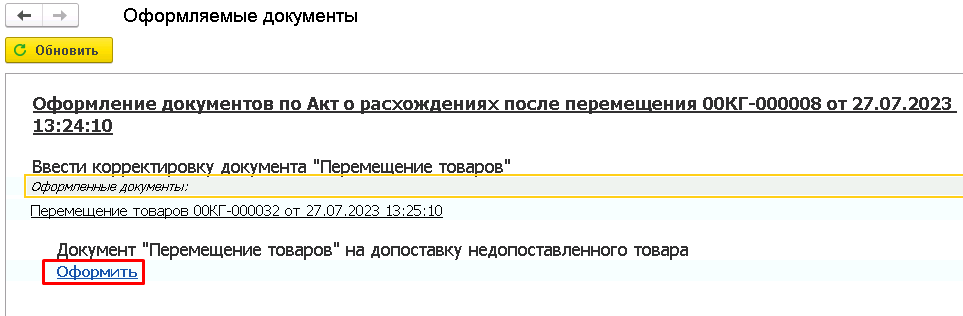 Оформляемые документы
Обновить
Оформление документов по Акт о расхождениях после перемещения 00КГ-000008 от 27.07.2023
13:24:10
Ввести корректировку документа "Перемещение товаров"
Оформленные документы:
Перемещение товаров 00КГ-000032 от 27.07.2023 13:25:10
Документ "Перемещение товаров" на допоставку недопоставленного товара
Оформить